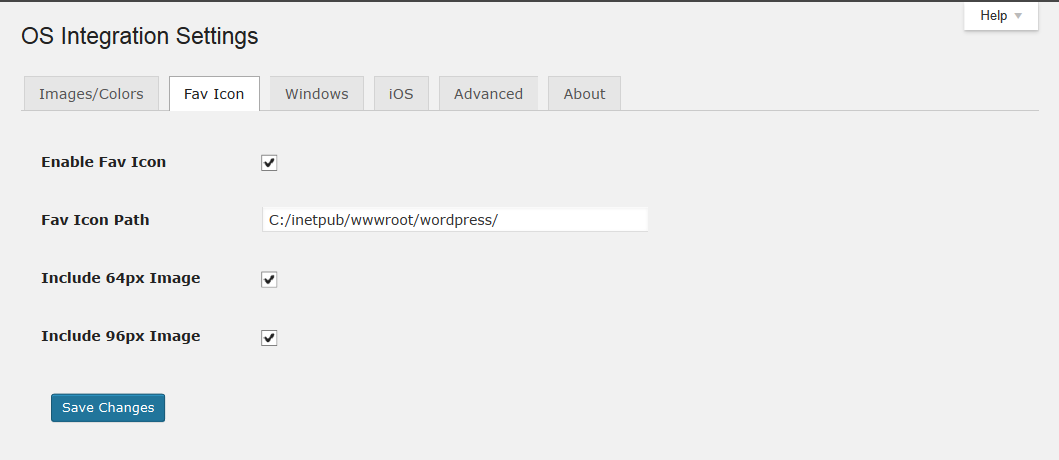 Help
OS Integration Settings
Images/Colors Fav Icon Windows iOS Advanced About
Enable Fav Icon
Fav Icon Path C:/inetpub/wwwroot/wordpress/
Include 64px Image
Include 96px Image
Save Changes